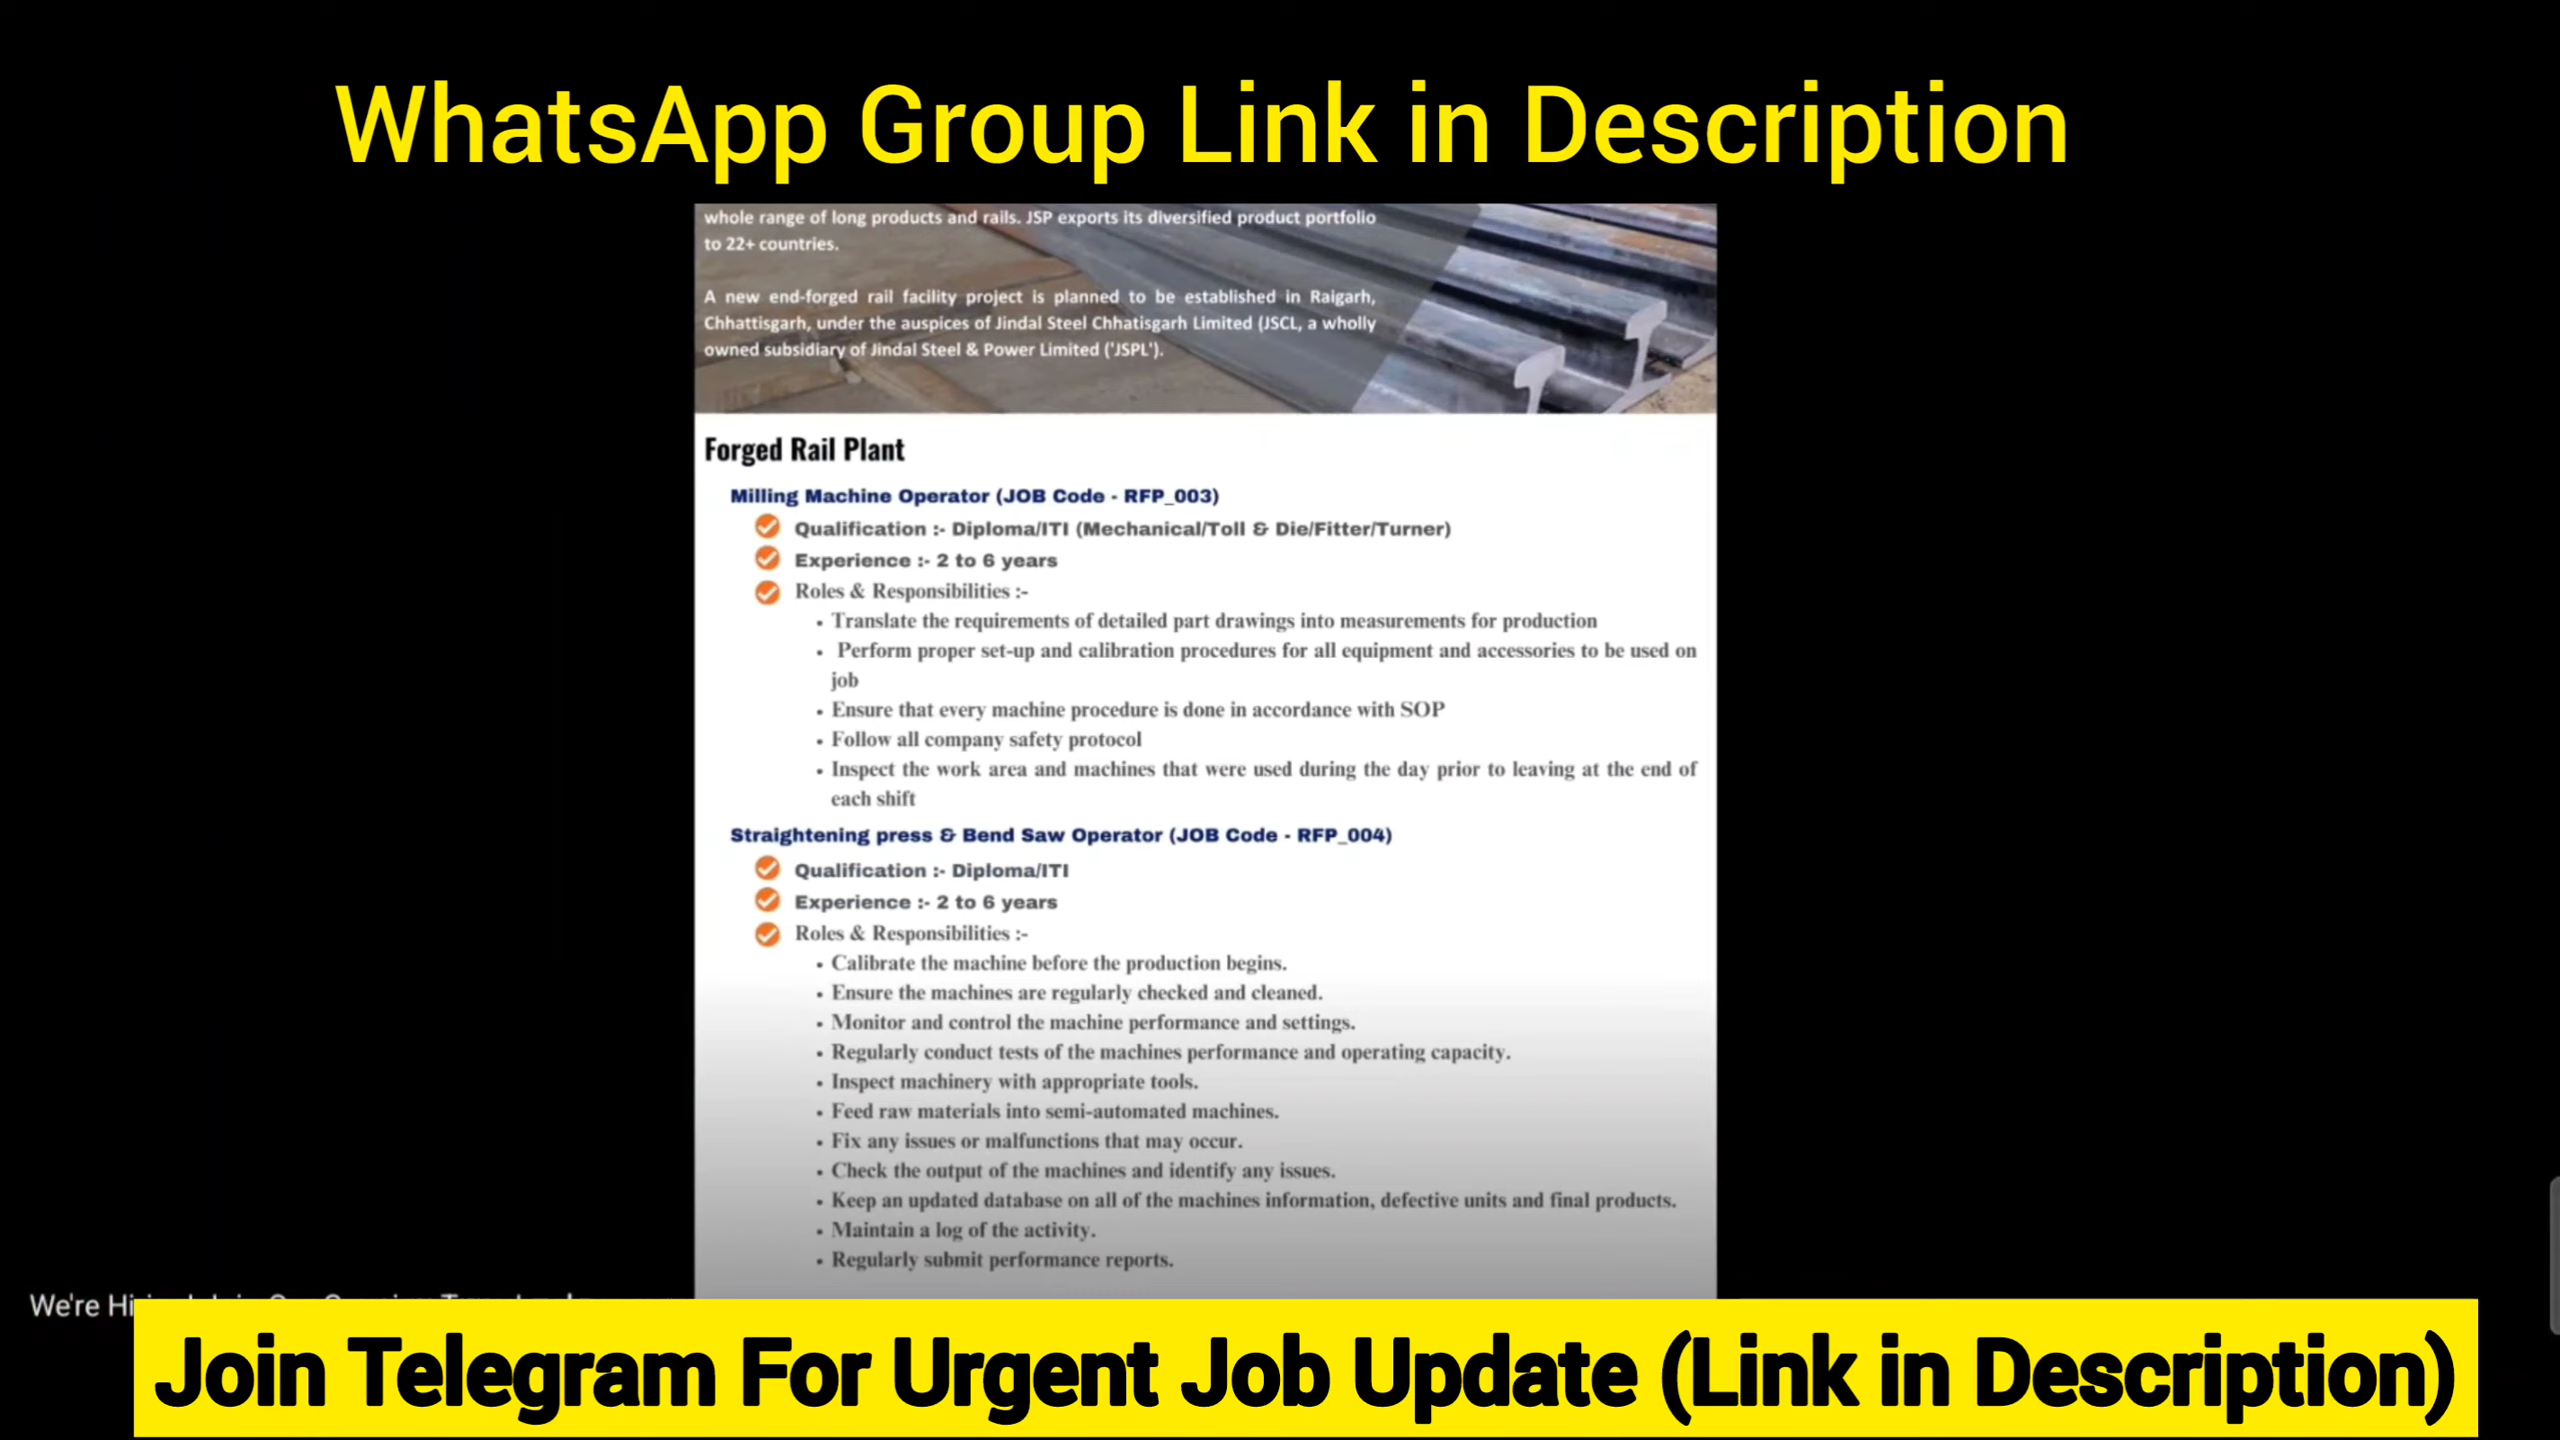 WhatsApp Group Link in Description
whole range of long products and rails. JSP exports its diversified product portfolio
to 22+ countries.
A new end-forged rail facility project is planned to be established in Raigarh,
Chhattisgarh, under the auspices of Jindal Steel Chhatisgarh Limited (JSCL, a wholly
owned subsidiary of Jindal Steel & Power Limited ('JSPL').
Forged Rail Plant
Milling Machine Operator (JOB Code - RFP_003)
Qualification :- Diploma/ITI (Mechanical/Toll & Die/Fitter/Turner)
Experience :- 2 to 6 years
Roles & Responsibilities :-
• Translate the requirements of detailed part drawings into measurements for production
• Perform proper set-up and calibration procedures for all equipment and accessories to be used on
job
• Ensure that every machine procedure is done in accordance with SOP
• Follow all company safety protocol
• Inspect the work area and machines that were used during the day prior to leaving at the end of
each shift
Straightening press & Bend Saw Operator (JOB Code - RFP_004)
Qualification :- Diploma/ITI
Experience :- 2 to 6 years
Roles & Responsibilities :-
• Calibrate the machine before the production begins.
• Ensure the machines are regularly checked and cleaned.
• Monitor and control the machine performance and settings.
• Regularly conduct tests of the machines performance and operating capacity.
• Inspect machinery with appropriate tools.
• Feed raw materials into semi-automated machines.
• Fix any issues or malfunctions that may occur.
• Check the output of the machines and identify any issues.
• Keep an updated database on all of the machines information, defective units and final products.
• Maintain a log of the activity.
• Regularly submit performance reports.
We're
Join Telegram For Urgent Job Update (Link in Description)